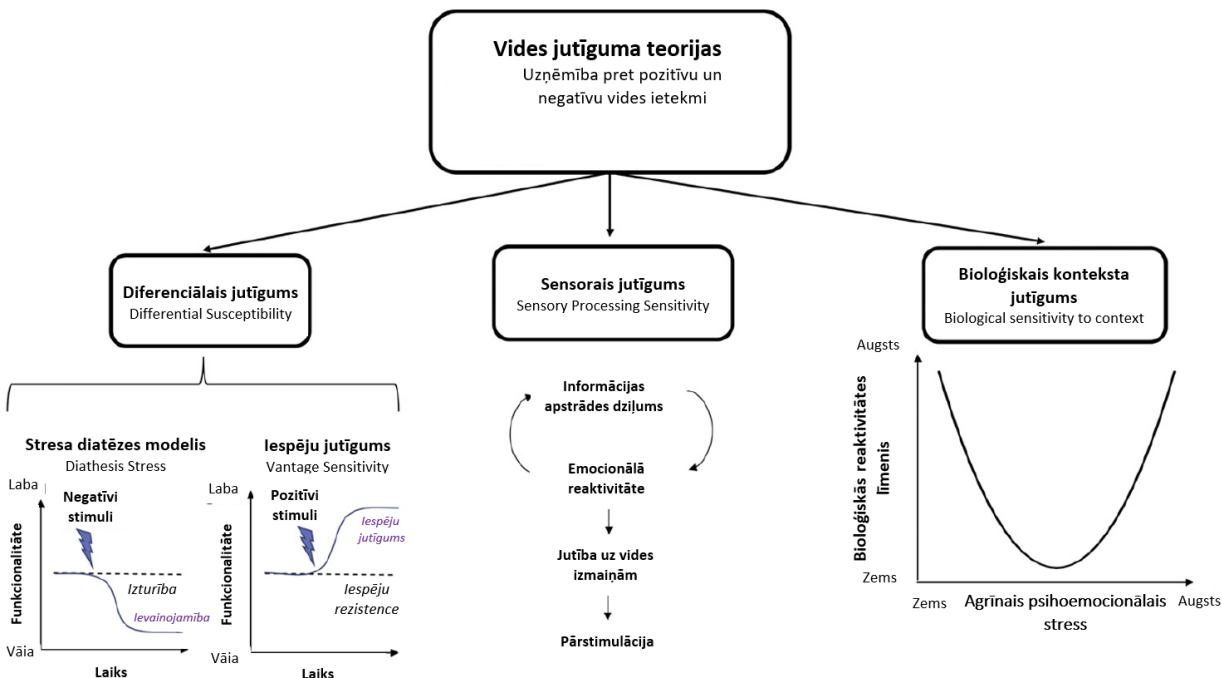 Vides jutīguma teorijas
Uzņēmība pret pozitīvu un
negatīvu vides ietekmi
Diferenciālais jutīgums
Differential Susceptibility
Sensorais jutīgums
Sensory Processing Sensitivity
Bioloģiskais konteksta
jutīgums
Biological sensitivity to context
Stresa diatēzes modelis
Diathesis Stress
Laba
Negatīvi
stimuli
Funkcionalitāte
Izturība
Ievainojamība
Vāia
Laiks
Iespēju jutīgums
Vantage Sensitivity
Laba
Pozitīvi
stimuli
Iespēju
jutīgums
Funkcionalitāte
Iespēju
rezistence
Vāia
Laiks
Informācijas
apstrādes dziļums
Emocionālā
reaktivitāte
Jutība uz vides
izmaiņām
Pārstimulācija
Augsts
Bioloģiskās reaktivitātes
līmenis
Zems
Zems
Agrīnais psihoemocionālais
stress
Augsts